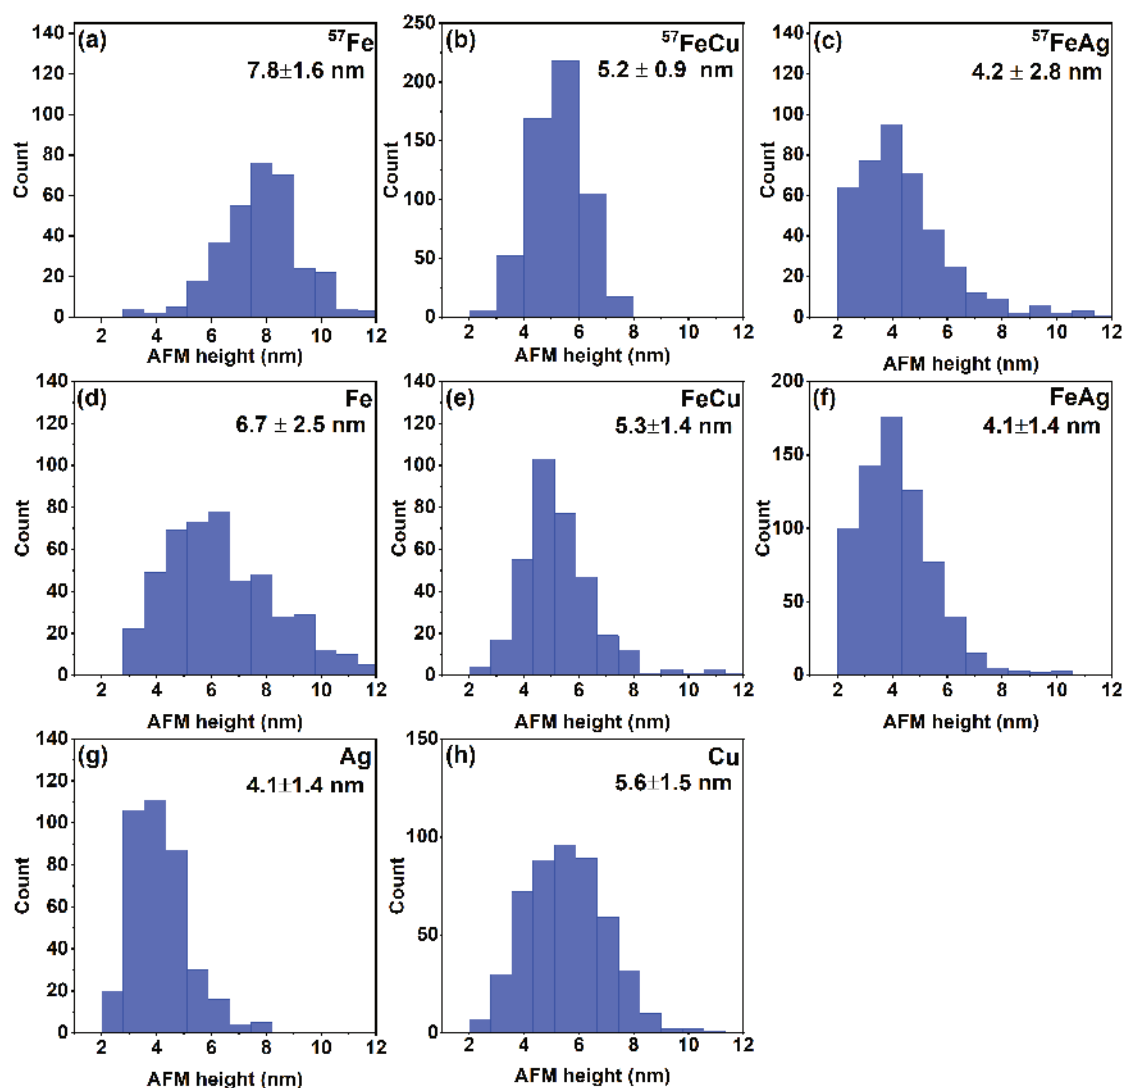 (a) ⁵⁷Fe
7.8±1.6 nm
140
120
100
80
60
40
20
0
Count
2 4 6 8 10 12
AFM height (nm)
(b) ⁵⁷FeCu
5.2 ± 0.9 nm
250
200
150
100
50
0
Count
2 4 6 8 10 12
AFM height (nm)
(c) ⁵⁷FeAg
4.2 ± 2.8 nm
140
120
100
80
60
40
20
0
Count
2 4 6 8 10 12
AFM height (nm)
(d) Fe
6.7 ± 2.5 nm
140
120
100
80
60
40
20
0
Count
2 4 6 8 10 12
AFM height (nm)
(e) FeCu
5.3±1.4 nm
140
120
100
80
60
40
20
0
Count
2 4 6 8 10 12
AFM height (nm)
(f) FeAg
4.1±1.4 nm
200
150
100
50
0
Count
2 4 6 8 10 12
AFM height (nm)
(g) Ag
4.1±1.4 nm
140
120
100
80
60
40
20
0
Count
2 4 6 8 10 12
AFM height (nm)
(h) Cu
5.6±1.5 nm
150
100
50
0
Count
2 4 6 8 10 12
AFM height (nm)